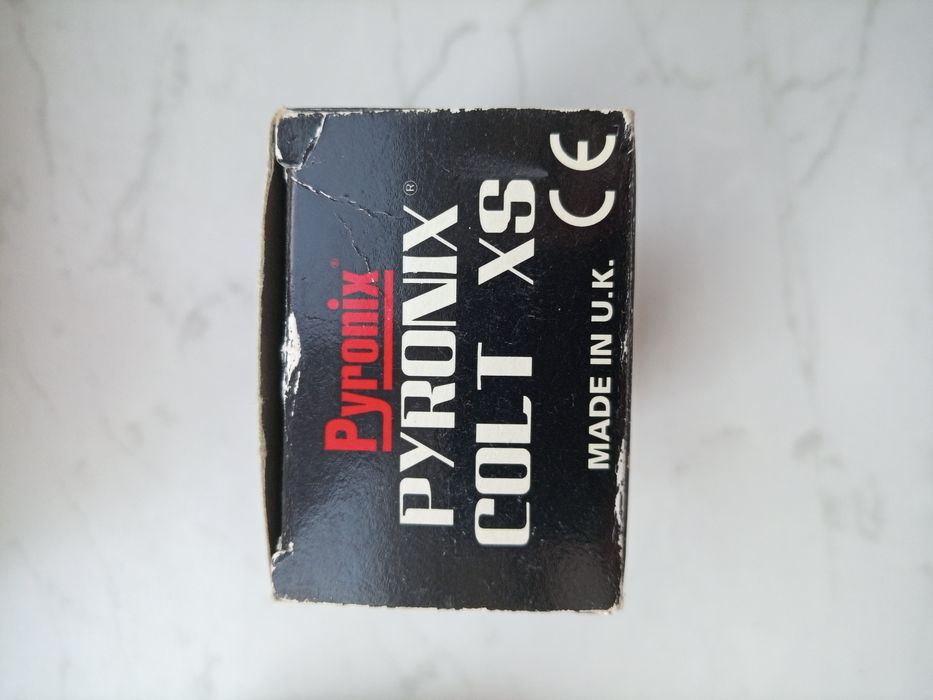 Pyronix®
PYRONIX®
COLT XS
MADE IN U.K. CE